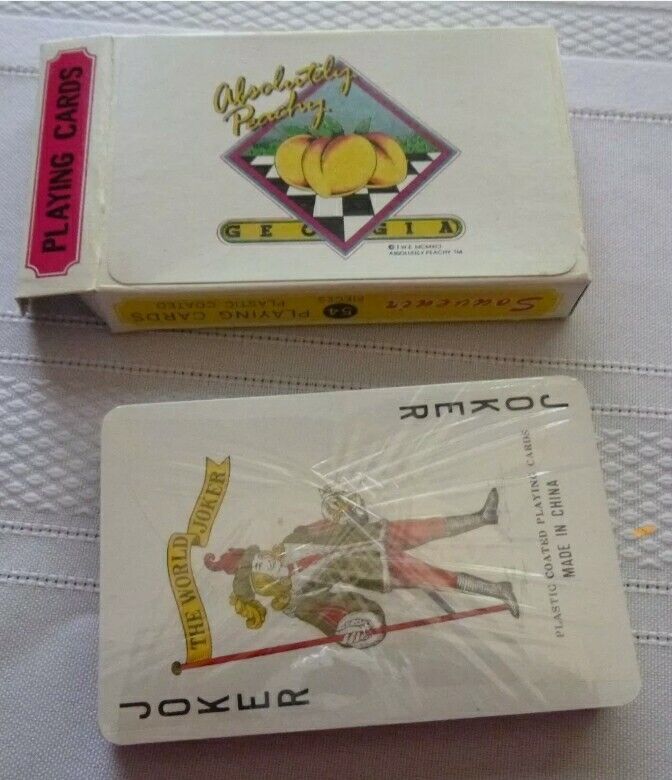 PLAYING CARDS
Absolutely
Peachy
GEORGIA
ABSOLUTELY PEACHY ™
Souvenir
54
PIECES
PLAYING CARDS
PLASTIC COATED
JOKER
THE WORLD JOKER
PLASTIC COATED PLAYING CARDS
MADE IN CHINA
JOKER